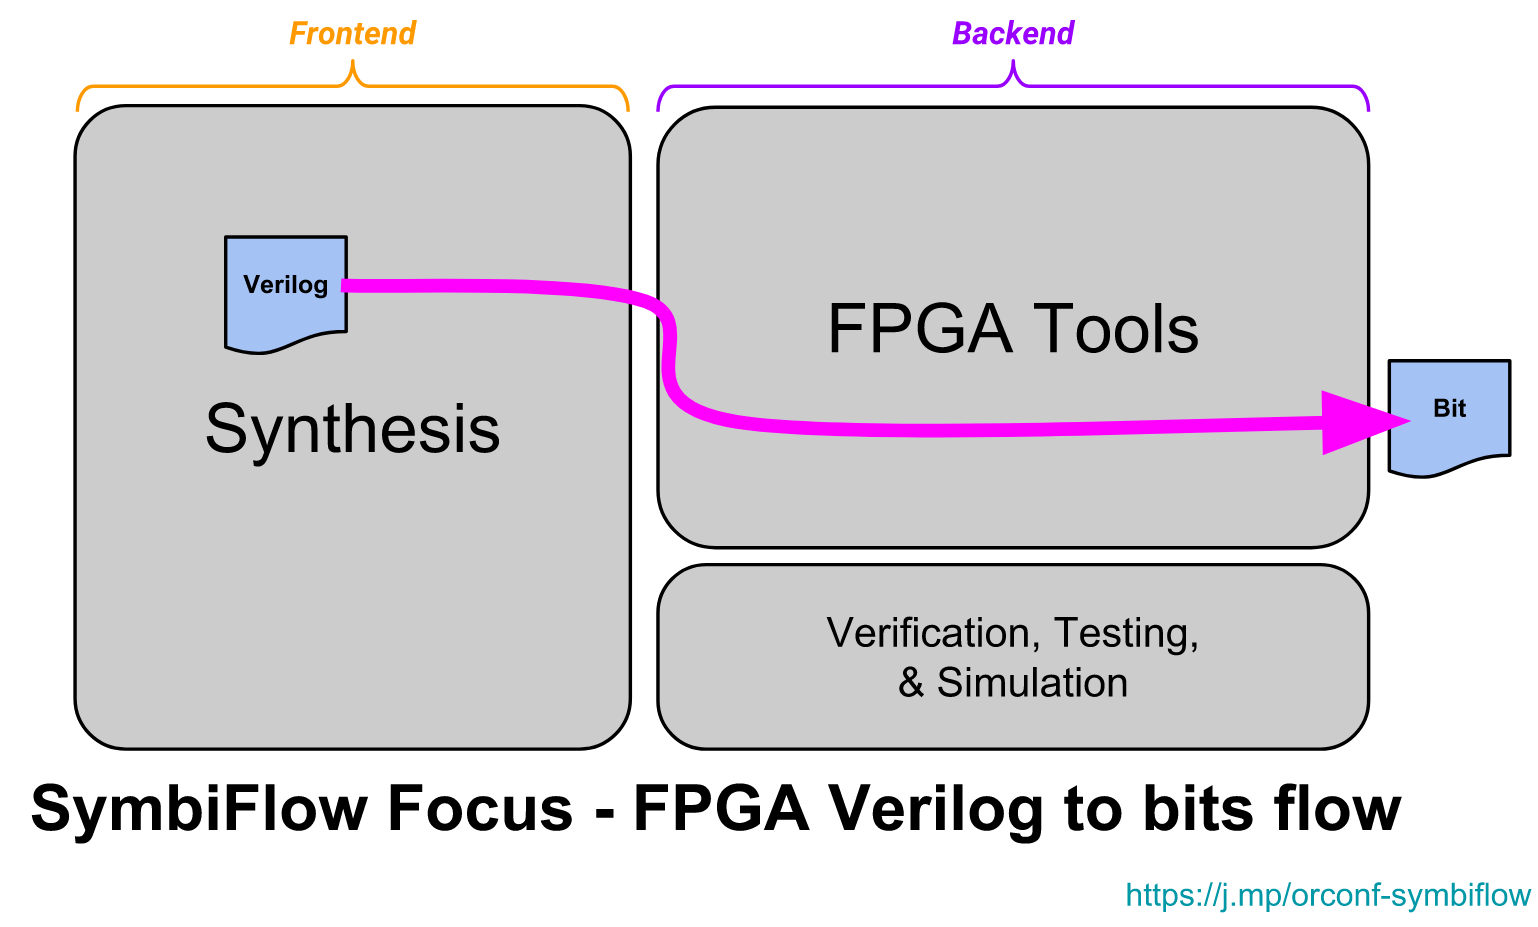 Frontend
Backend
Verilog
Synthesis
FPGA Tools
Bit
Verification, Testing,
& Simulation
SymbiFlow Focus - FPGA Verilog to bits flow
https://j.mp/orconf-symbiflow